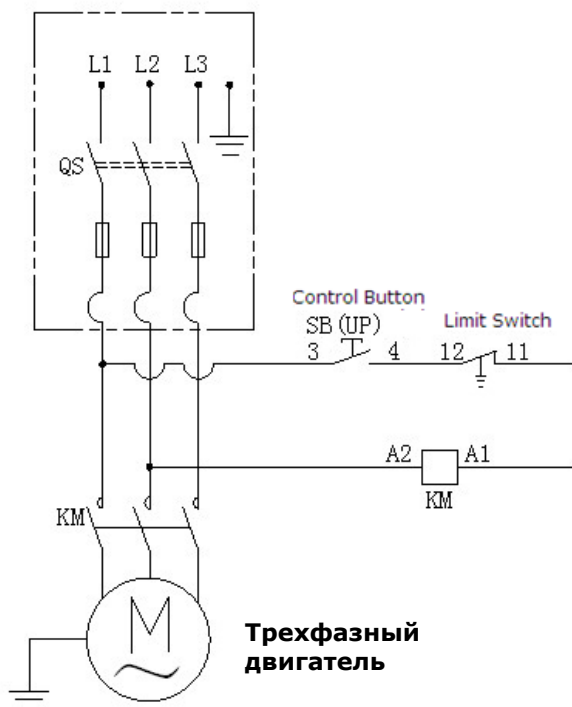 L1 L2 L3
QS
Control Button
SB(UP)
Limit Switch
3 4 12 11
A2 A1
KM
KM
M
Трехфазный
двигатель